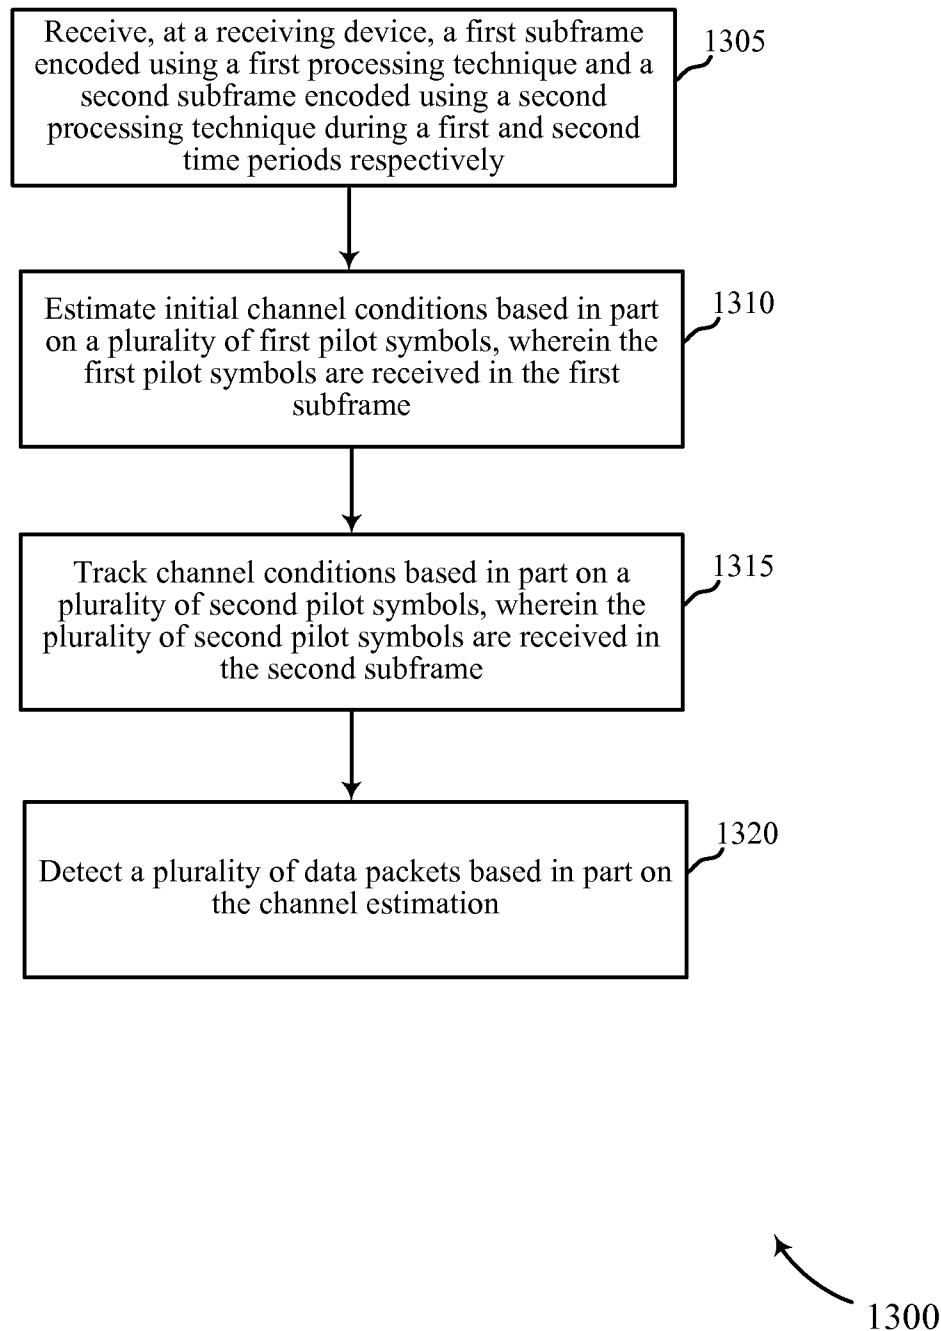 Receive, at a receiving device, a first subframe
encoded using a first processing technique and a
second subframe encoded using a second
processing technique during a first and second
time periods respectively
1305
Estimate initial channel conditions based in part
on a plurality of first pilot symbols, wherein the
first pilot symbols are received in the first
subframe
1310
Track channel conditions based in part on a
plurality of second pilot symbols, wherein the
plurality of second pilot symbols are received in
the second subframe
1315
Detect a plurality of data packets based in part on
the channel estimation
1320
1300